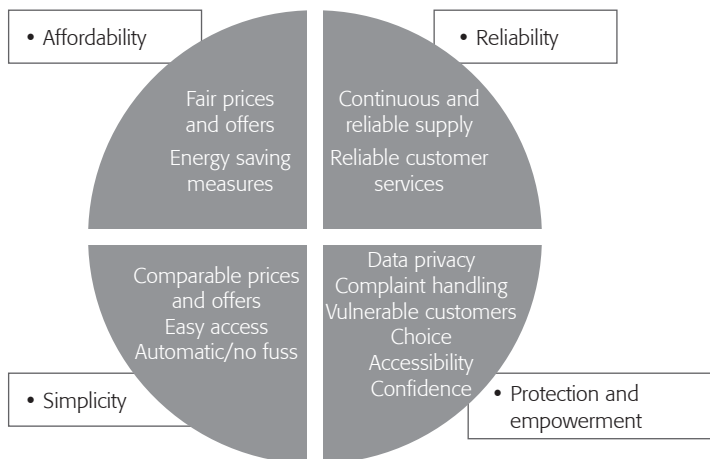 • Affordability
Fair prices
and offers
Energy saving
measures
• Reliability
Continuous and
reliable supply
Reliable customer
services
• Simplicity
Comparable prices
and offers
Easy access
Automatic/no fuss
• Protection and
empowerment
Data privacy
Complaint handling
Vulnerable customers
Choice
Accessibility
Confidence